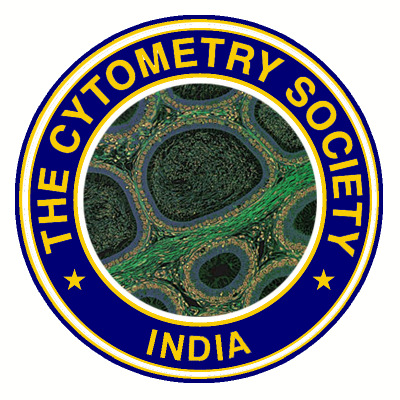 THE CYTOMETRY SOCIETY
INDIA